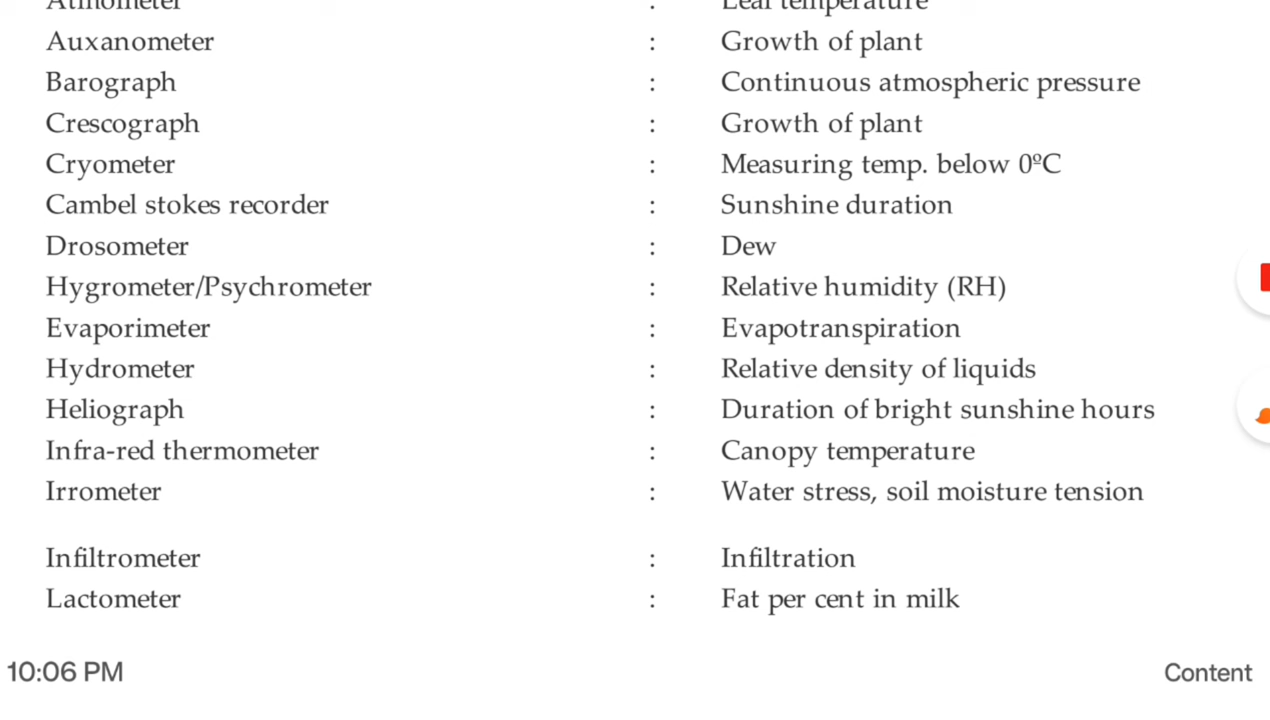 Atmometer : Leaf temperature
Auxanometer : Growth of plant
Barograph : Continuous atmospheric pressure
Crescograph : Growth of plant
Cryometer : Measuring temp. below 0ºC
Cambel stokes recorder : Sunshine duration
Drosometer : Dew
Hygrometer/Psychrometer : Relative humidity (RH)
Evaporimeter : Evapotranspiration
Hydrometer : Relative density of liquids
Heliograph : Duration of bright sunshine hours
Infra-red thermometer : Canopy temperature
Irrometer : Water stress, soil moisture tension
Infiltrometer : Infiltration
Lactometer : Fat per cent in milk
10:06 PM Content